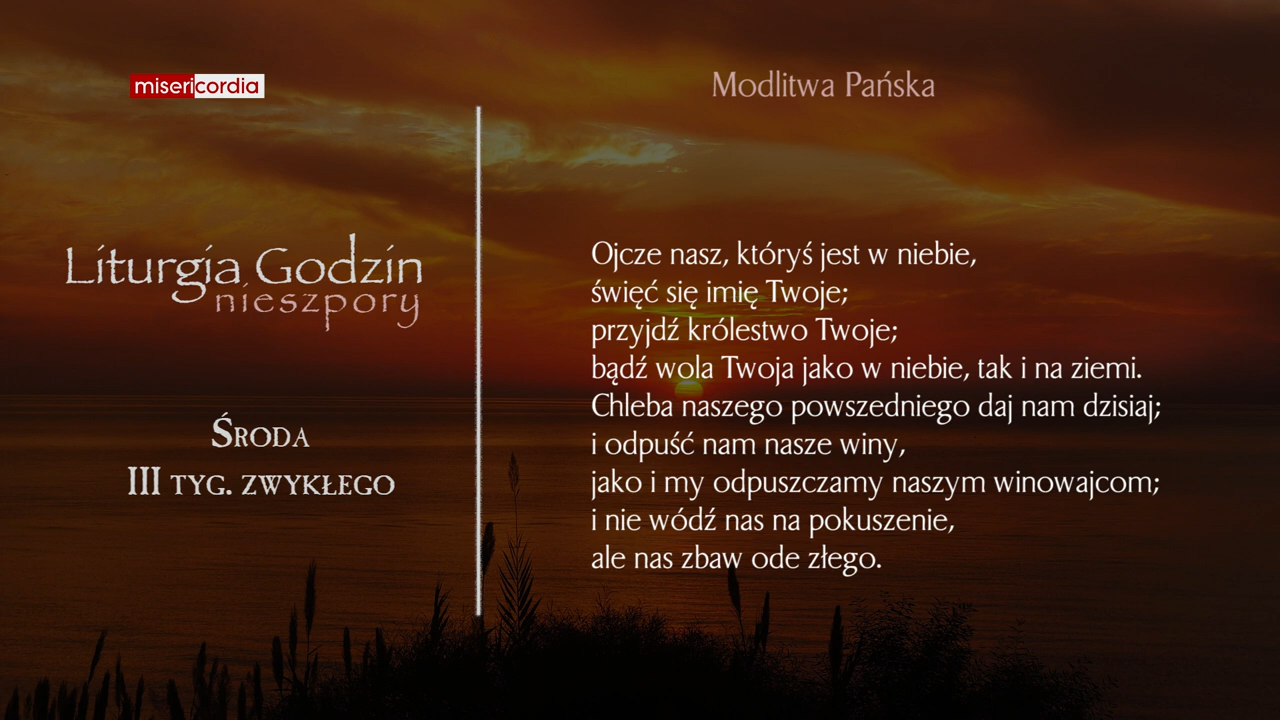 misericordia
Liturgia Godzin
nieszpory
Środa
III tyg. zwykłego
Modlitwa Pańska
Ojcze nasz, któryś jest w niebie,
święć się imię Twoje;
przyjdź królestwo Twoje;
bądź wola Twoja jako w niebie, tak i na ziemi.
Chleba naszego powszedniego daj nam dzisiaj;
i odpuść nam nasze winy,
jako i my odpuszczamy naszym winowajcom;
i nie wódź nas na pokuszenie,
ale nas zbaw ode złego.